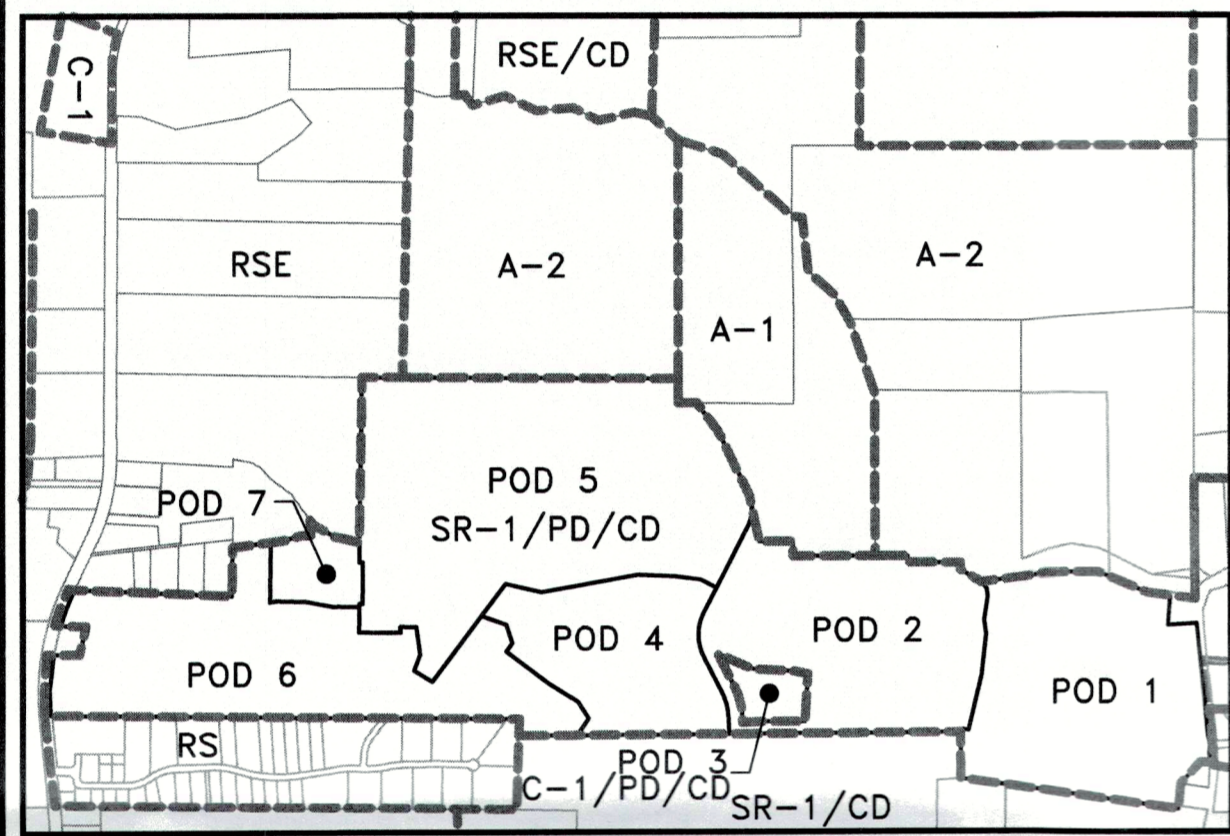 C-1
RSE/CD
RSE
A-2
A-2
A-1
POD 5
SR-1/PD/CD
POD 7
POD 4
POD 2
POD 6
POD 1
RS
POD 3
C-1/PD/CD
SR-1/CD